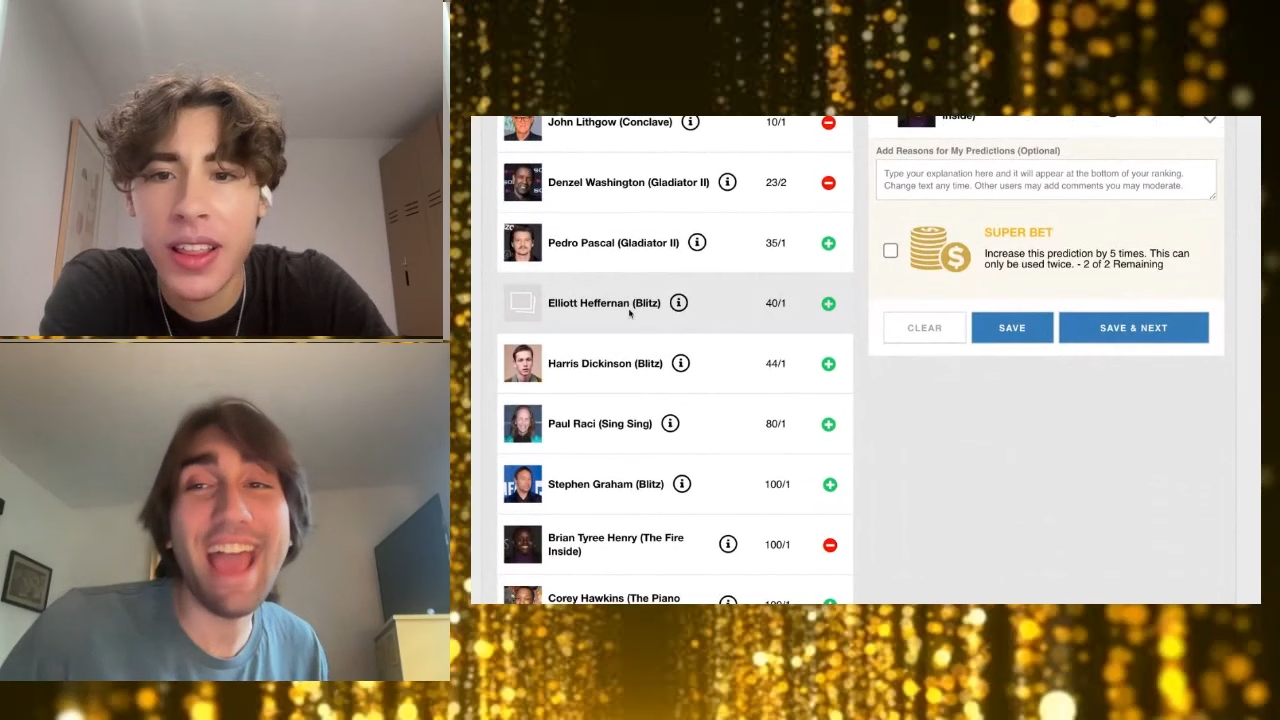 John Lithgow (Conclave)
10/1
Denzel Washington (Gladiator II)
23/2
Pedro Pascal (Gladiator II)
35/1
Elliott Heffernan (Blitz)
40/1
Harris Dickinson (Blitz)
44/1
Paul Raci (Sing Sing)
80/1
Stephen Graham (Blitz)
100/1
Brian Tyree Henry (The Fire
Inside)
100/1
Corey Hawkins (The Piano
Inside)
Add Reasons for My Predictions (Optional)
Type your explanation here and it will appear at the bottom of your ranking.
Change text any time. Other users may add comments you may moderate.
SUPER BET
Increase this prediction by 5 times. This can
only be used twice. - 2 of 2 Remaining
CLEAR
SAVE
SAVE & NEXT